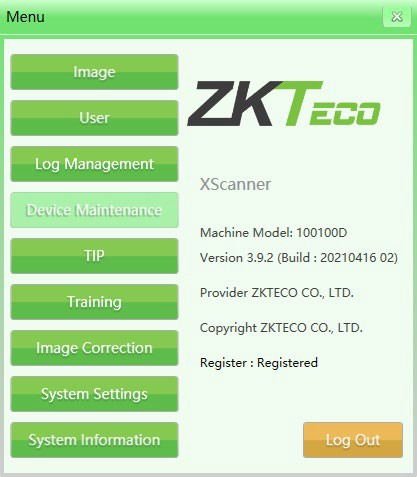 Menu
Image
User
Log Management
Device Maintenance
TIP
Training
Image Correction
System Settings
System Information
ZKTECO
XScanner
Machine Model: 100100D
Version 3.9.2 (Build : 20210416 02)
Provider ZKTECO CO., LTD.
Copyright ZKTECO CO., LTD.
Register : Registered
Log Out